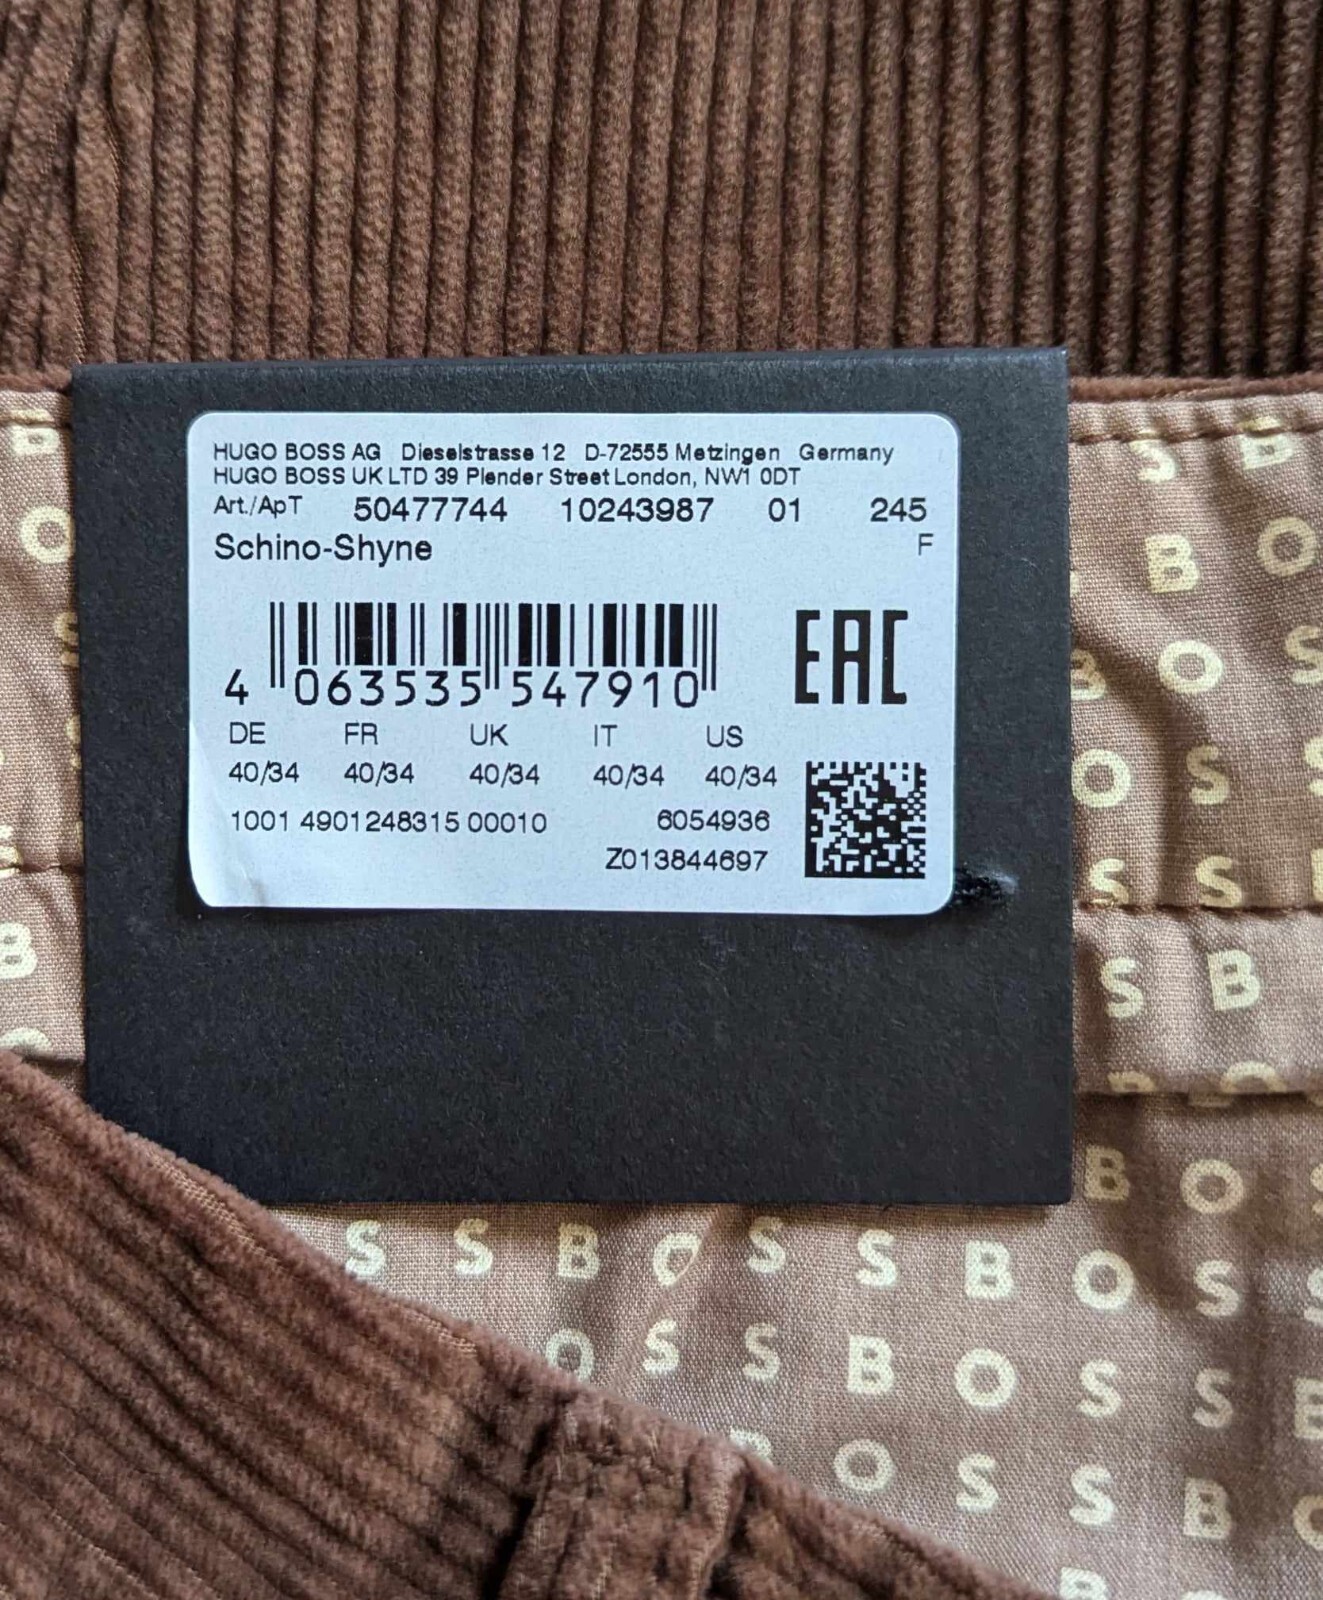 HUGO BOSS AG Dieselstrasse 12 D-72555 Metzingen Germany
HUGO BOSS UK LTD 39 Plender Street London, NW1 0DT
Art./ApT 50477744 10243987 01 245
Schino-Shyne F
EAC
4 063535 547910
DE FR UK IT US
40/34 40/34 40/34 40/34 40/34
1001 4901248315 00010 6054936
Z013844697
B S B
O B O
B O S
O S
S S
B S B
B O
S S B O S S B O S
O S S B O S S B
O S S B
B S